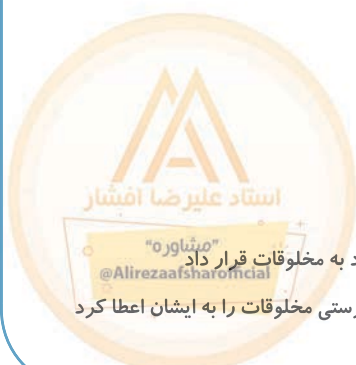 استاد علیرضا افشار
"مشاوره"
@Alirezaafsharofficial
د به مخلوقات قرار داد
رستی مخلوقات را به ایشان اعطا کرد